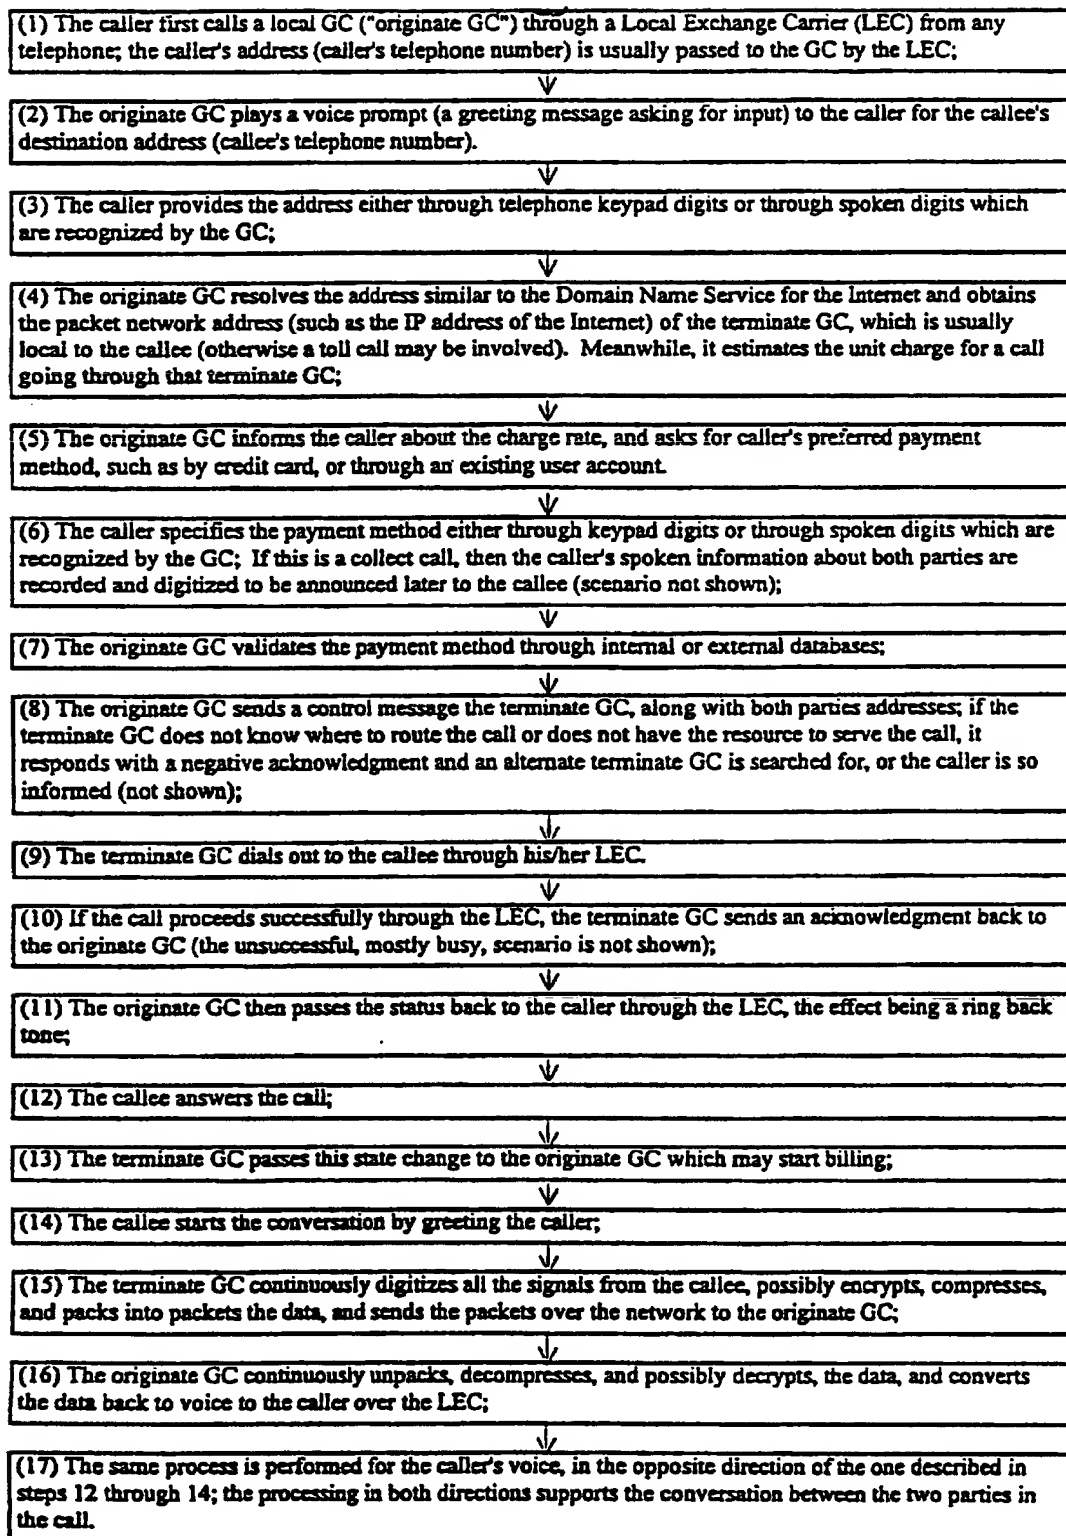 (1) The caller first calls a local GC ("originate GC") through a Local Exchange Carrier (LEC) from any
telephone; the caller's address (caller's telephone number) is usually passed to the GC by the LEC;
(2) The originate GC plays a voice prompt (a greeting message asking for input) to the caller for the callee's
destination address (callee's telephone number).
(3) The caller provides the address either through telephone keypad digits or through spoken digits which
are recognized by the GC;
(4) The originate GC resolves the address similar to the Domain Name Service for the Internet and obtains
the packet network address (such as the IP address of the Internet) of the terminate GC, which is usually
local to the callee (otherwise a toll call may be involved). Meanwhile, it estimates the unit charge for a call
going through that terminate GC;
(5) The originate GC informs the caller about the charge rate, and asks for caller's preferred payment
method, such as by credit card, or through an existing user account.
(6) The caller specifies the payment method either through keypad digits or through spoken digits which are
recognized by the GC; If this is a collect call, then the caller's spoken information about both parties are
recorded and digitized to be announced later to the callee (scenario not shown);
(7) The originate GC validates the payment method through internal or external databases;
(8) The originate GC sends a control message the terminate GC, along with both parties addresses; if the
terminate GC does not know where to route the call or does not have the resource to serve the call, it
responds with a negative acknowledgment and an alternate terminate GC is searched for, or the caller is so
informed (not shown);
(9) The terminate GC dials out to the callee through his/her LEC.
(10) If the call proceeds successfully through the LEC, the terminate GC sends an acknowledgment back to
the originate GC (the unsuccessful, mostly busy, scenario is not shown);
(11) The originate GC then passes the status back to the caller through the LEC, the effect being a ring back
tone;
(12) The callee answers the call;
(13) The terminate GC passes this state change to the originate GC which may start billing;
(14) The callee starts the conversation by greeting the caller;
(15) The terminate GC continuously digitizes all the signals from the callee, possibly encrypts, compresses,
and packs into packets the data, and sends the packets over the network to the originate GC;
(16) The originate GC continuously unpacks, decompresses, and possibly decrypts, the data, and converts
the data back to voice to the caller over the LEC;
(17) The same process is performed for the caller's voice, in the opposite direction of the one described in
steps 12 through 14; the processing in both directions supports the conversation between the two parties in
the call.